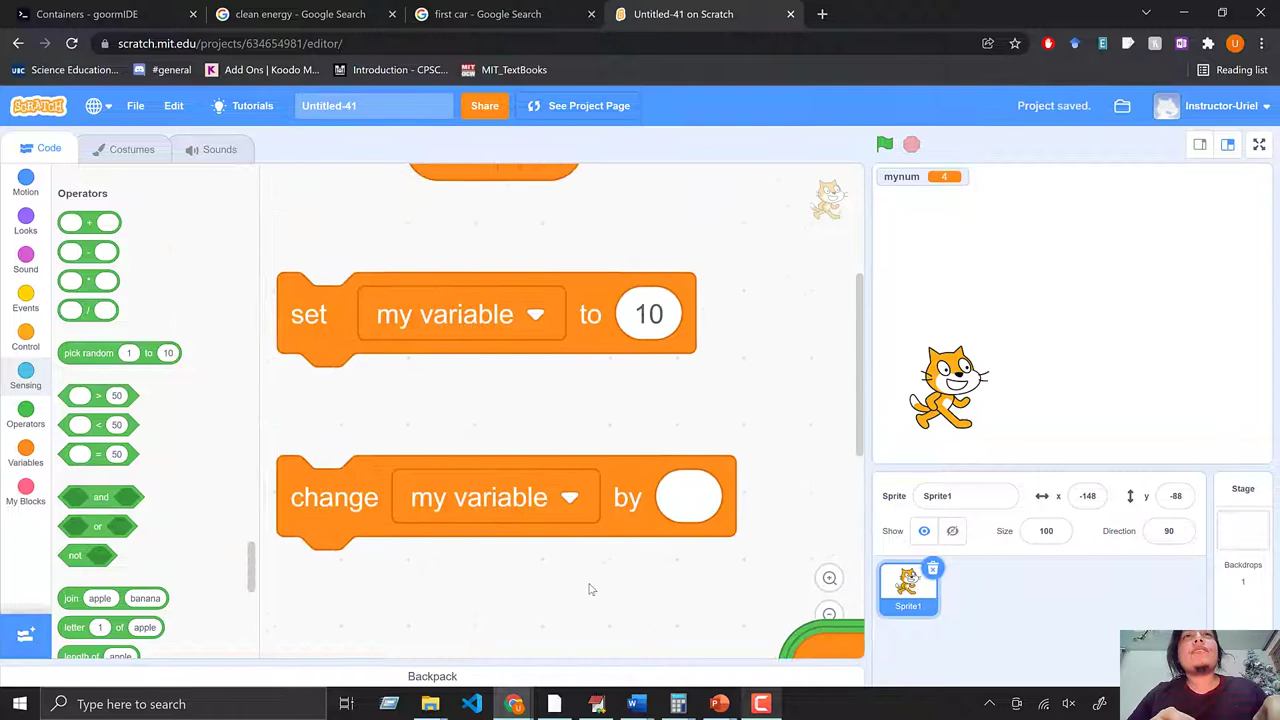 Containers - goormIDE
clean energy - Google Search
first car - Google Search
Untitled-41 on Scratch
scratch.mit.edu/projects/634654981/editor/
Science Education...
#general
Add Ons | Koodo M...
Introduction - CPSC...
MIT_TextBooks
Reading list
SCRATCH
File
Edit
Tutorials
Untitled-41
Share
See Project Page
Project saved.
Instructor-Uriel
Code
Costumes
Sounds
Motion
Looks
Sound
Events
Control
Sensing
Operators
Variables
My Blocks
Operators
+
-
*
/
pick random 1 to 10
> 50
< 50
= 50
and
or
not
join apple banana
letter 1 of apple
length of apple
set my variable to 10
change my variable by
mynum 4
Sprite Sprite1 x -148 y -88
Show Size 100 Direction 90
Sprite1
Stage
Backdrops
1
Backpack
Type here to search